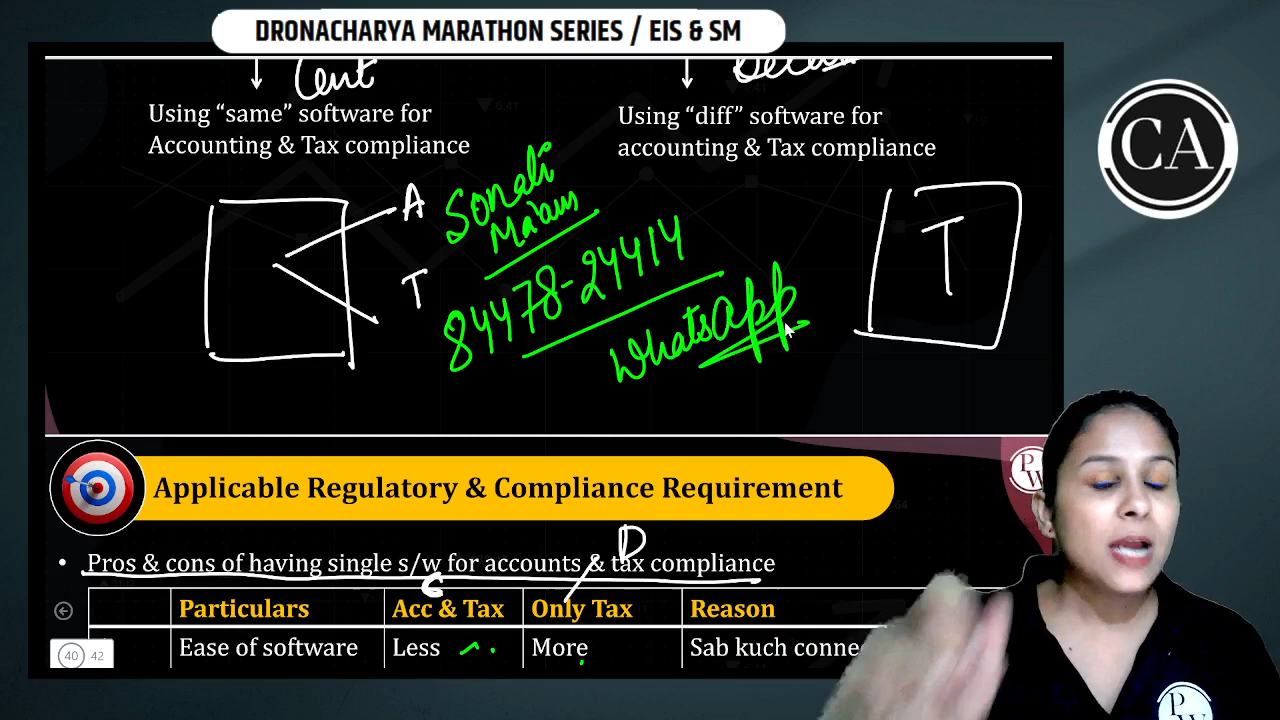 DRONACHARYA MARATHON SERIES / EIS & SM
Cent
Using “same” software for
Accounting & Tax compliance
Using “diff” software for
accounting & Tax compliance
CA
A
T
Sonali
Ma'am
84478-24414
WhatsApp
T
Applicable Regulatory & Compliance Requirement
PW
D
• Pros & cons of having single s/w for accounts & tax compliance
C
Particulars Acc & Tax Only Tax Reason
Ease of software Less More Sab kuch conne
40 42
PW